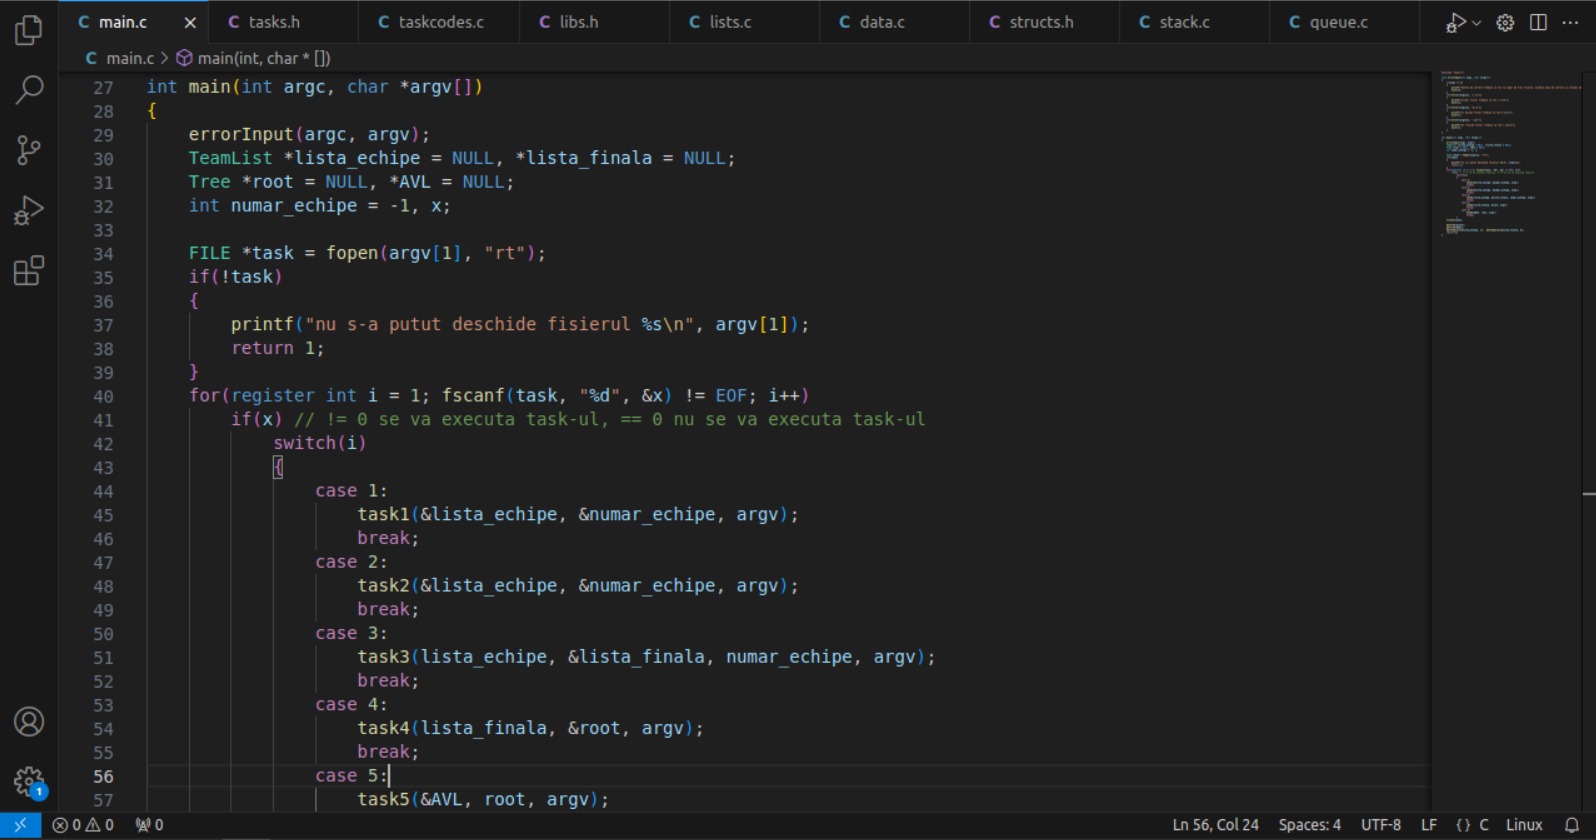 C main.c × C tasks.h C taskcodes.c C libs.h C lists.c C data.c C structs.h C stack.c C queue.c
C main.c > main(int, char * [])
27 int main(int argc, char *argv[])
28 {
29 errorInput(argc, argv);
30 TeamList *lista_echipe = NULL, *lista_finala = NULL;
31 Tree *root = NULL, *AVL = NULL;
32 int numar_echipe = -1, x;
33
34 FILE *task = fopen(argv[1], "rt");
35 if(!task)
36 {
37 printf("nu s-a putut deschide fisierul %s\n", argv[1]);
38 return 1;
39 }
40 for(register int i = 1; fscanf(task, "%d", &x) != EOF; i++)
41 if(x) // != 0 se va executa task-ul, == 0 nu se va executa task-ul
42 switch(i)
43 {
44 case 1:
45 task1(&lista_echipe, &numar_echipe, argv);
46 break;
47 case 2:
48 task2(&lista_echipe, &numar_echipe, argv);
49 break;
50 case 3:
51 task3(lista_echipe, &lista_finala, numar_echipe, argv);
52 break;
53 case 4:
54 task4(lista_finala, &root, argv);
55 break;
56 case 5:
57 task5(&AVL, root, argv);
1
0 0 0 Ln 56, Col 24 Spaces: 4 UTF-8 LF {} C Linux